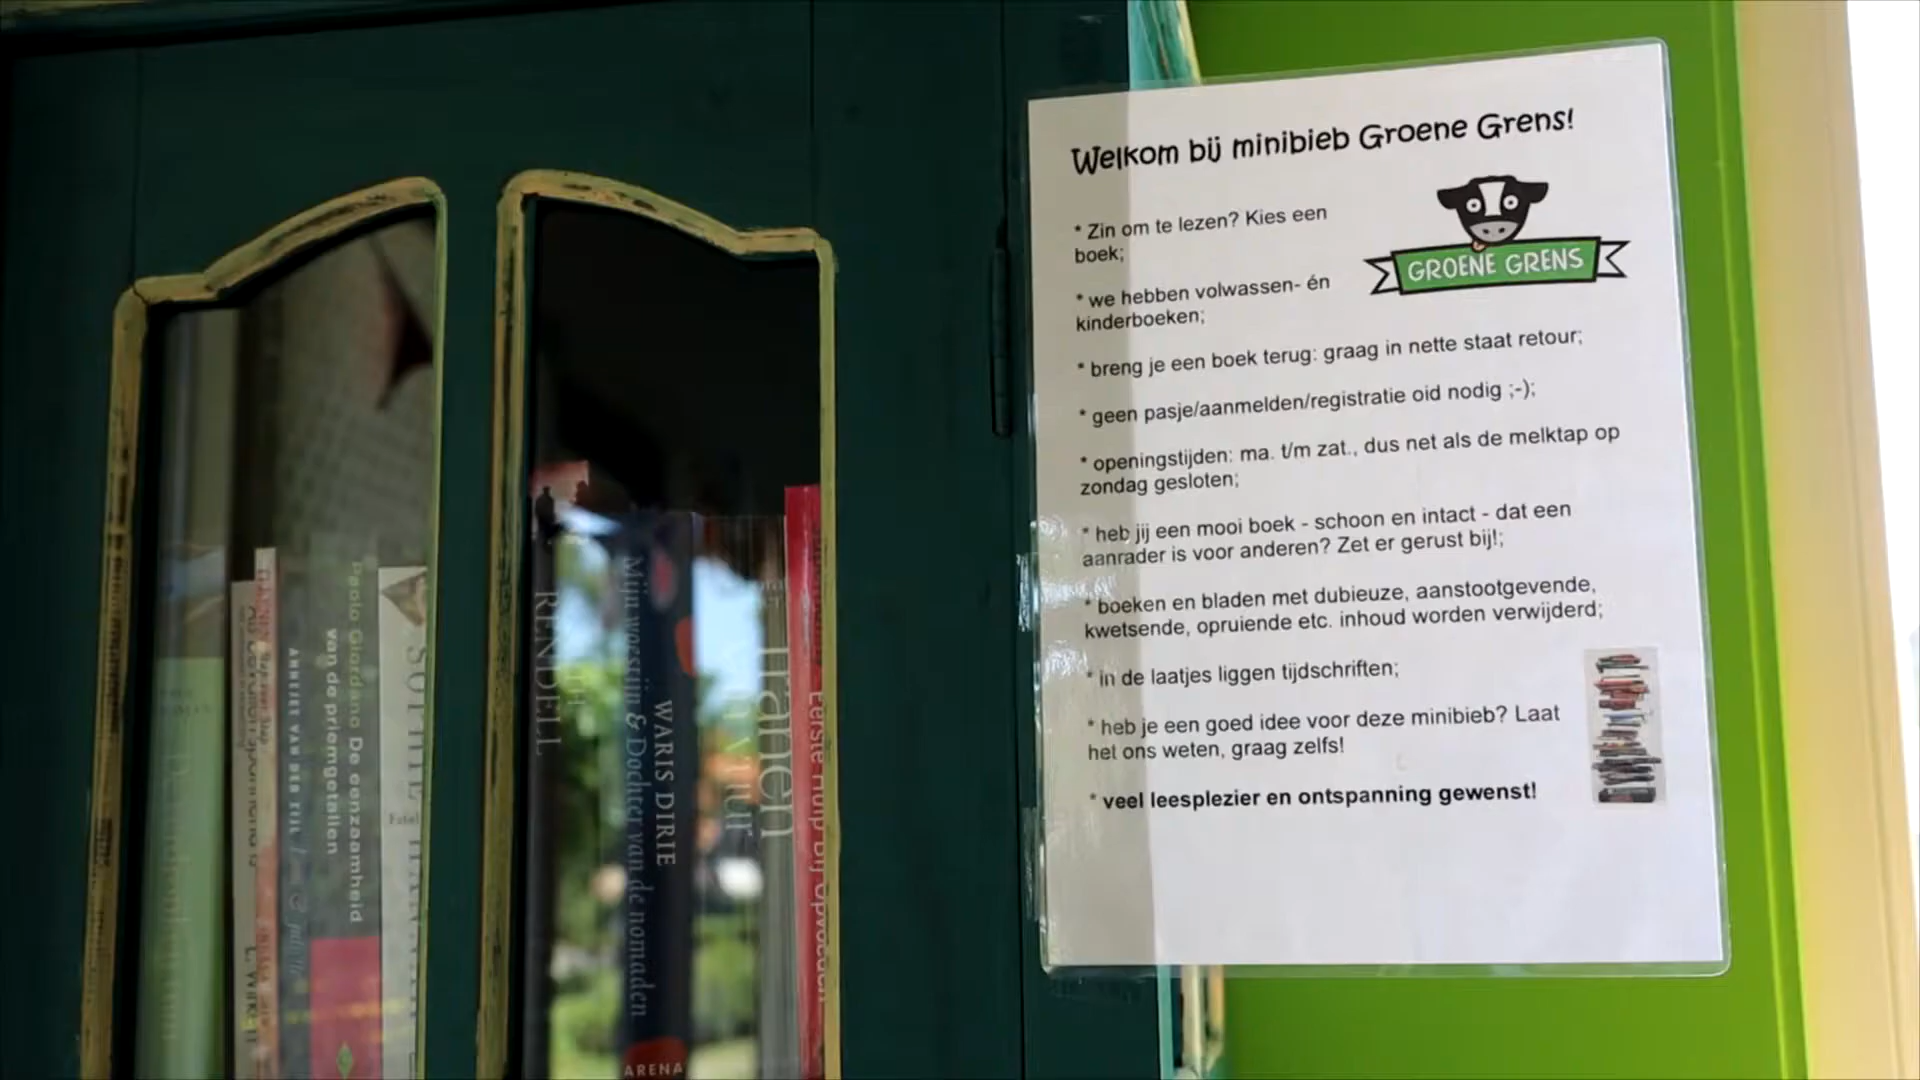 Welkom bij minibieb Groene Grens!
* Zin om te lezen? Kies een
boek;
GROENE GRENS
* we hebben volwassen- én
kinderboeken;
* breng je een boek terug: graag in nette staat retour;
* geen pasje/aanmelden/registratie oid nodig ;-);
* openingstijden: ma. t/m zat., dus net als de melktap op
zondag gesloten;
* heb jij een mooi boek - schoon en intact - dat een
aanrader is voor anderen? Zet er gerust bij!;
* boeken en bladen met dubieuze, aanstootgevende,
kwetsende, opruiende etc. inhoud worden verwijderd;
* in de laatjes liggen tijdschriften;
* heb je een goed idee voor deze minibieb? Laat
het ons weten, graag zelfs!
* veel leesplezier en ontspanning gewenst!
Paolo Giordano De eenzaamheid
van de priemgetallen
SOPHIE
RENDELL
Mijn woestijn & Dochter van de nomaden
WARIS DIRIE
ARENA
tranen
Eerste Hulp Bij Opvoeden